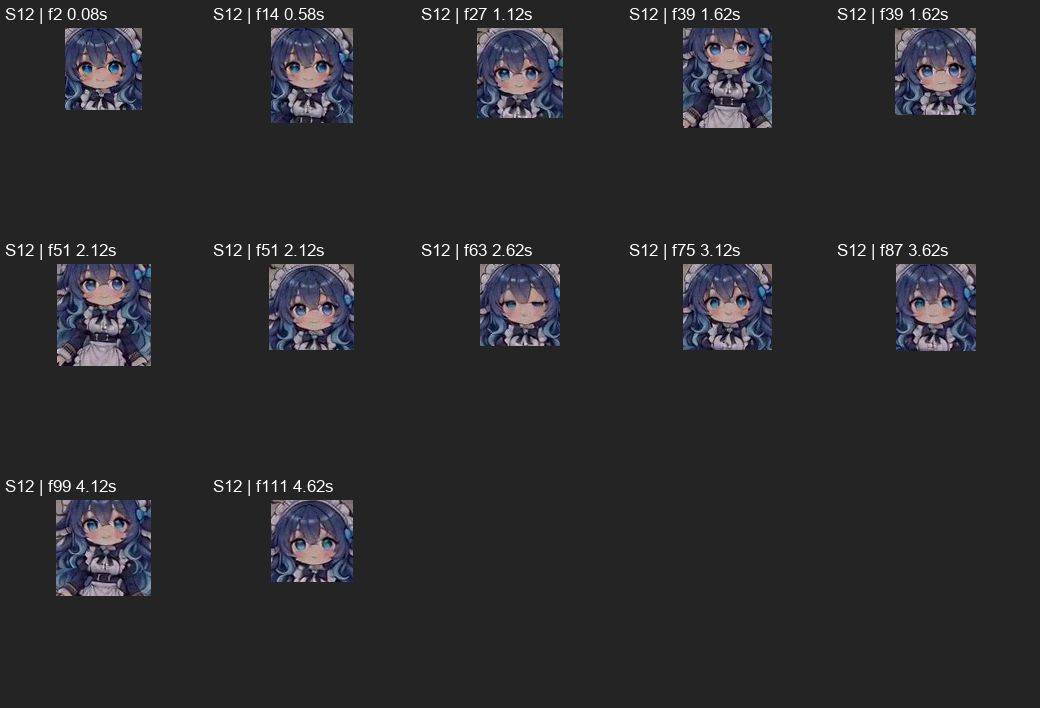 S12 | f2 0.08s
S12 | f14 0.58s
S12 | f27 1.12s
S12 | f39 1.62s
S12 | f39 1.62s
S12 | f51 2.12s
S12 | f51 2.12s
S12 | f63 2.62s
S12 | f75 3.12s
S12 | f87 3.62s
S12 | f99 4.12s
S12 | f111 4.62s